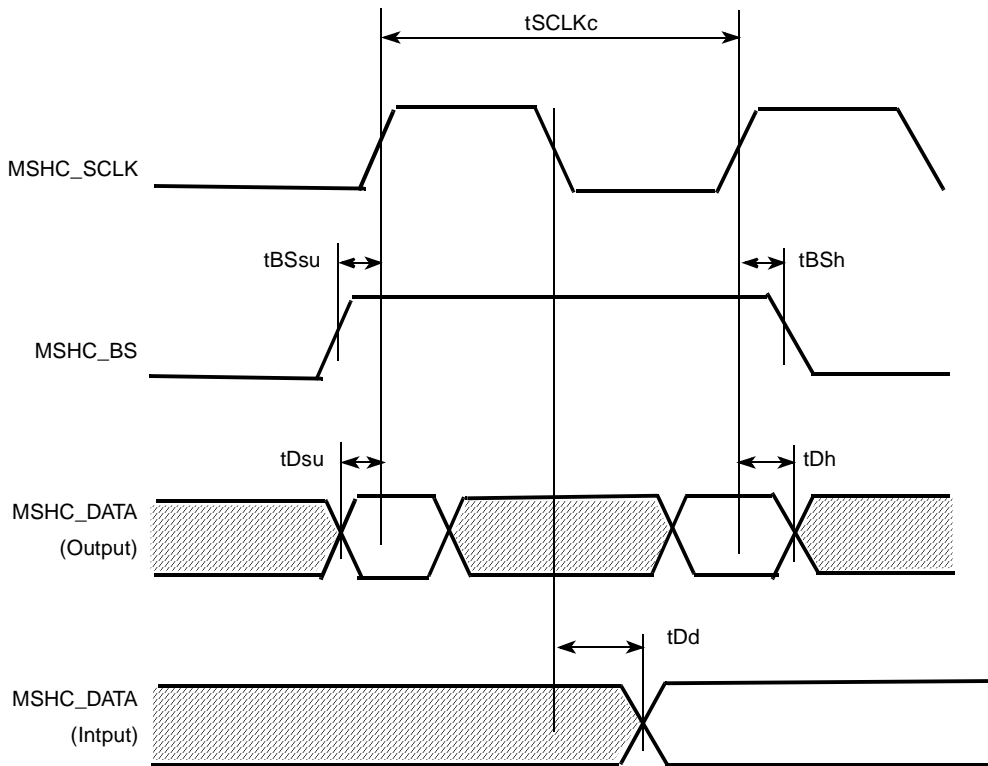 tSCLKc
MSHC_SCLK
tBSsu
tBSh
MSHC_BS
tDsu
tDh
MSHC_DATA
(Output)
tDd
MSHC_DATA
(Intput)